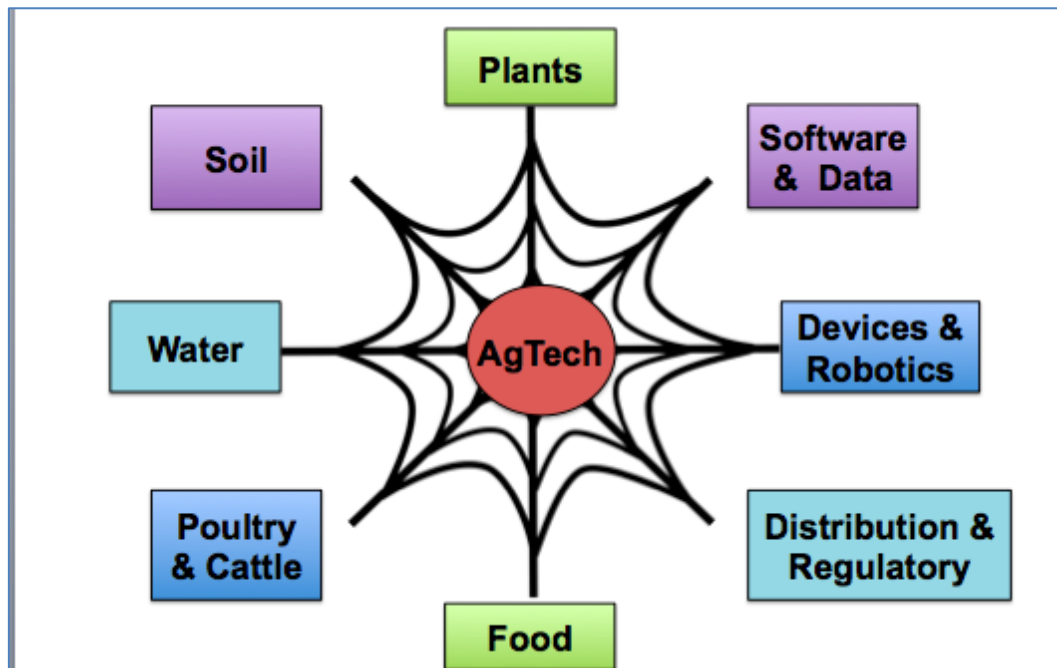 Plants
Soil
Software
& Data
Water
AgTech
Devices &
Robotics
Poultry
& Cattle
Distribution &
Regulatory
Food